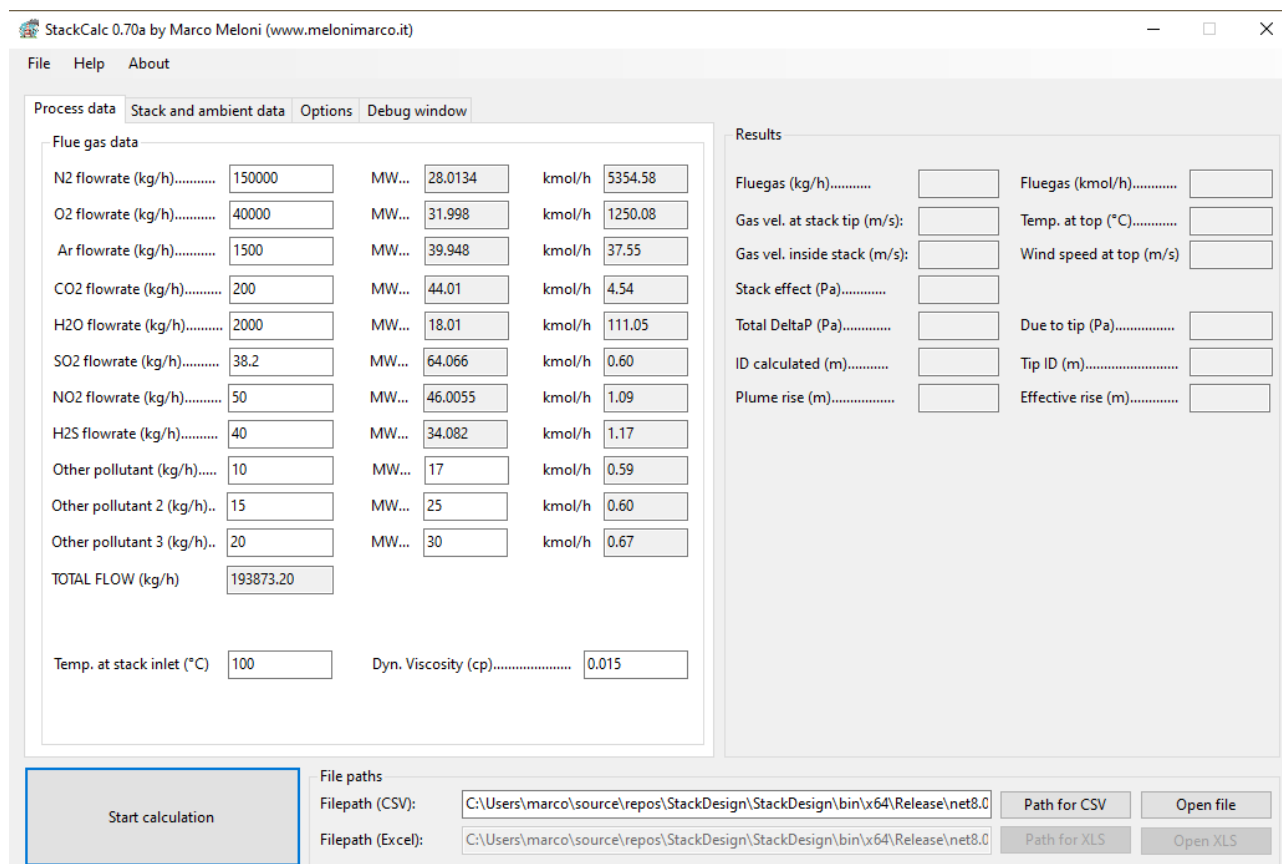 StackCalc 0.70a by Marco Meloni (www.melonimarco.it)
File Help About
Process data Stack and ambient data Options Debug window
Flue gas data
N2 flowrate (kg/h)........... 150000 MW... 28.0134 kmol/h 5354.58
O2 flowrate (kg/h)........... 40000 MW... 31.998 kmol/h 1250.08
Ar flowrate (kg/h)........... 1500 MW... 39.948 kmol/h 37.55
CO2 flowrate (kg/h).......... 200 MW... 44.01 kmol/h 4.54
H2O flowrate (kg/h)......... 2000 MW... 18.01 kmol/h 111.05
SO2 flowrate (kg/h).......... 38.2 MW... 64.066 kmol/h 0.60
NO2 flowrate (kg/h)......... 50 MW... 46.0055 kmol/h 1.09
H2S flowrate (kg/h).......... 40 MW... 34.082 kmol/h 1.17
Other pollutant (kg/h)..... 10 MW... 17 kmol/h 0.59
Other pollutant 2 (kg/h).. 15 MW... 25 kmol/h 0.60
Other pollutant 3 (kg/h).. 20 MW... 30 kmol/h 0.67
TOTAL FLOW (kg/h) 193873.20
Temp. at stack inlet (°C) 100 Dyn. Viscosity (cp)..................... 0.015
Results
Fluegas (kg/h)........... Fluegas (kmol/h)............
Gas vel. at stack tip (m/s): Temp. at top (°C)............
Gas vel. inside stack (m/s): Wind speed at top (m/s)
Stack effect (Pa)............
Total DeltaP (Pa)............. Due to tip (Pa)................
ID calculated (m)........... Tip ID (m).........................
Plume rise (m)................. Effective rise (m).............
Start calculation
File paths
Filepath (CSV): C:\Users\marco\source\repos\StackDesign\StackDesign\bin\x64\Release\net8.0 Path for CSV Open file
Filepath (Excel): C:\Users\marco\source\repos\StackDesign\StackDesign\bin\x64\Release\net8.0 Path for XLS Open XLS